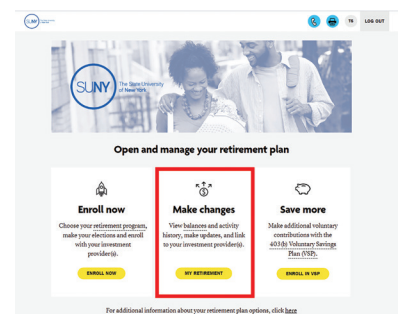 SUNY
TS
LOG OUT
SUNY
The State University
of New York
Open and manage your retirement plan
Enroll now
Choose your retirement program,
make your elections and enroll
with your investment
provider(s).
ENROLL NOW
Make changes
View balances and activity
history, make updates, and link
to your investment provider(s).
MY RETIREMENT
Save more
Make additional voluntary
contributions with the
403(b) Voluntary Savings
Plan (VSP).
ENROLL IN VSP
For additional information about your retirement plan options, click here